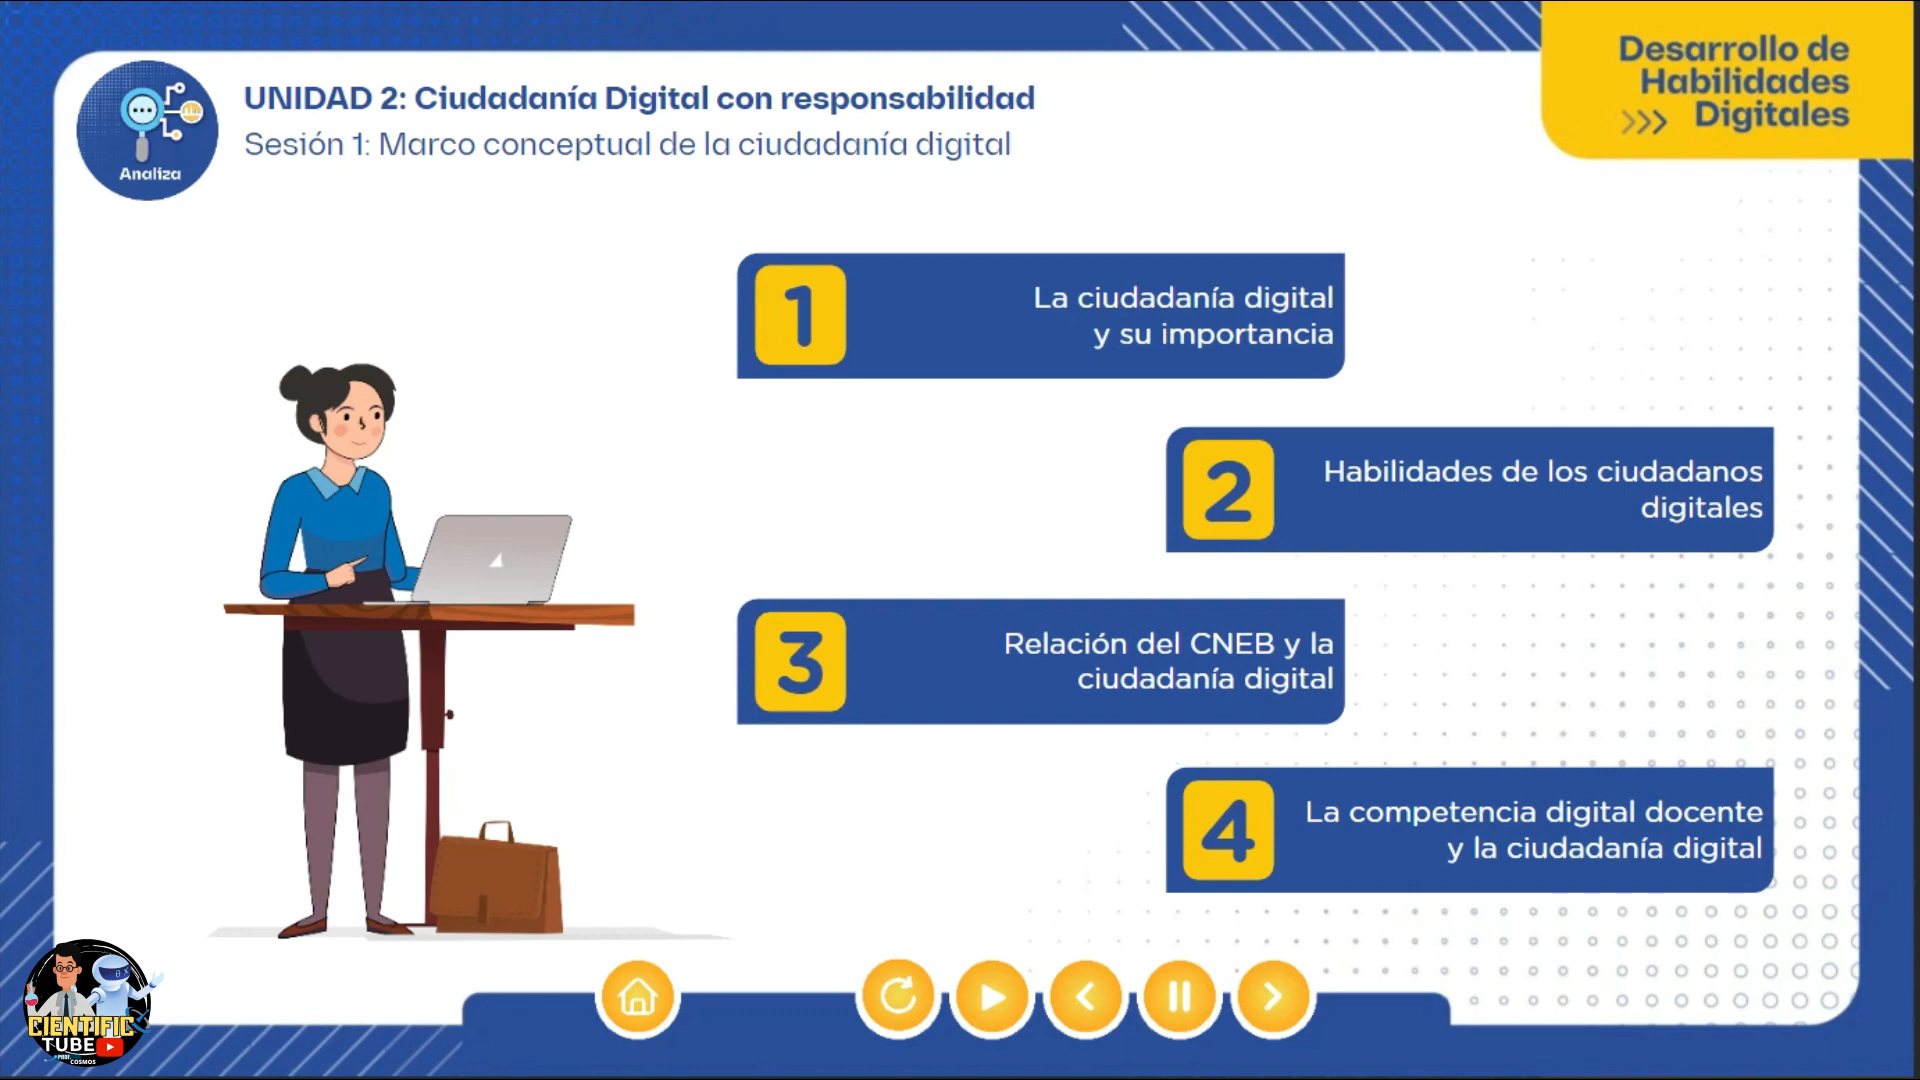 Desarrollo de
Habilidades
>>> Digitales
UNIDAD 2: Ciudadanía Digital con responsabilidad
Sesión 1: Marco conceptual de la ciudadanía digital
Analiza
1
La ciudadanía digital
y su importancia
2
Habilidades de los ciudadanos
digitales
3
Relación del CNEB y la
ciudadanía digital
4
La competencia digital docente
y la ciudadanía digital
CIENTIFIC
TUBE
PROF
COSMOS